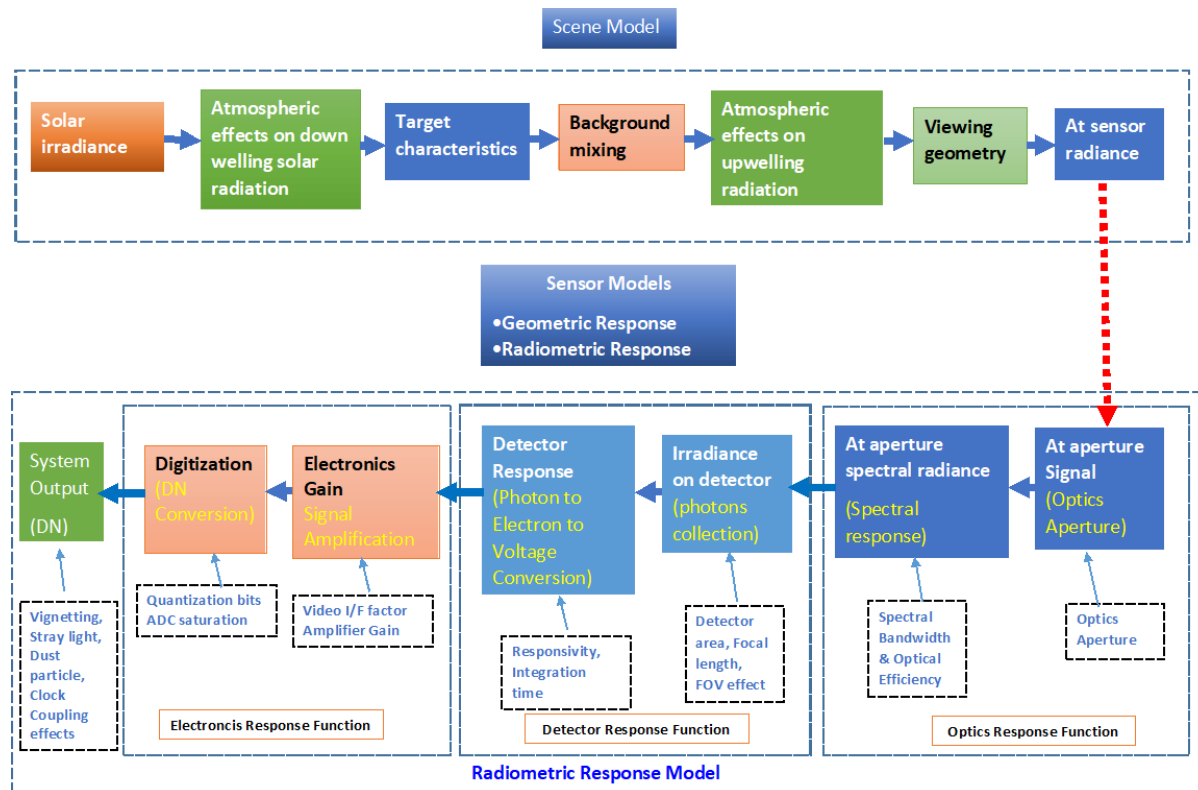 Scene Model
Solar
irradiance
Atmospheric
effects on down
welling solar
radiation
Target
characteristics
Background
mixing
Atmospheric
effects on
upwelling
radiation
Viewing
geometry
At sensor
radiance
Sensor Models
•Geometric Response
•Radiometric Response
System
Output
(DN)
Digitization
(DN
Conversion)
Electronics
Gain
Signal
Amplification
Detector
Response
(Photon to
Electron to
Voltage
Conversion)
Irradiance
on detector
(photons
collection)
At aperture
spectral radiance
(Spectral
response)
At aperture
Signal
(Optics
Aperture)
Vignetting,
Stray light,
Dust
particle,
Clock
Coupling
effects
Quantization bits
ADC saturation
Video I/F factor
Amplifier Gain
Responsivity,
Integration
time
Detector
area, Focal
length,
FOV effect
Spectral
Bandwidth
& Optical
Efficiency
Optics
Aperture
Electroncis Response Function
Detector Response Function
Optics Response Function
Radiometric Response Model